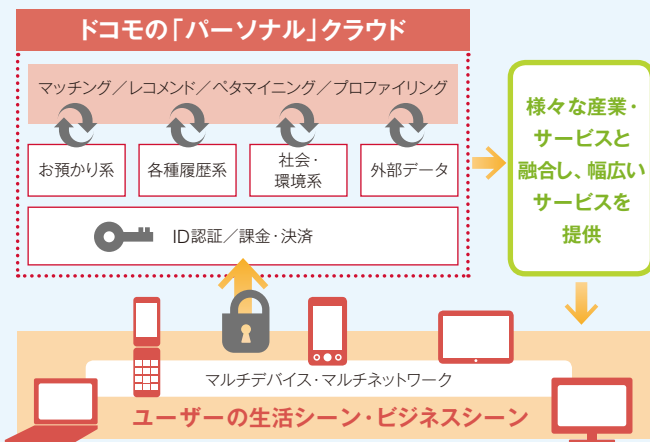 ドコモの「パーソナル」クラウド
マッチング／レコメンド／ペタマイニング／プロファイリング
お預かり系
各種履歴系
社会・
環境系
外部データ
ID認証／課金・決済
様々な産業・
サービスと
融合し、幅広い
サービスを
提供
マルチデバイス・マルチネットワーク
ユーザーの生活シーン・ビジネスシーン